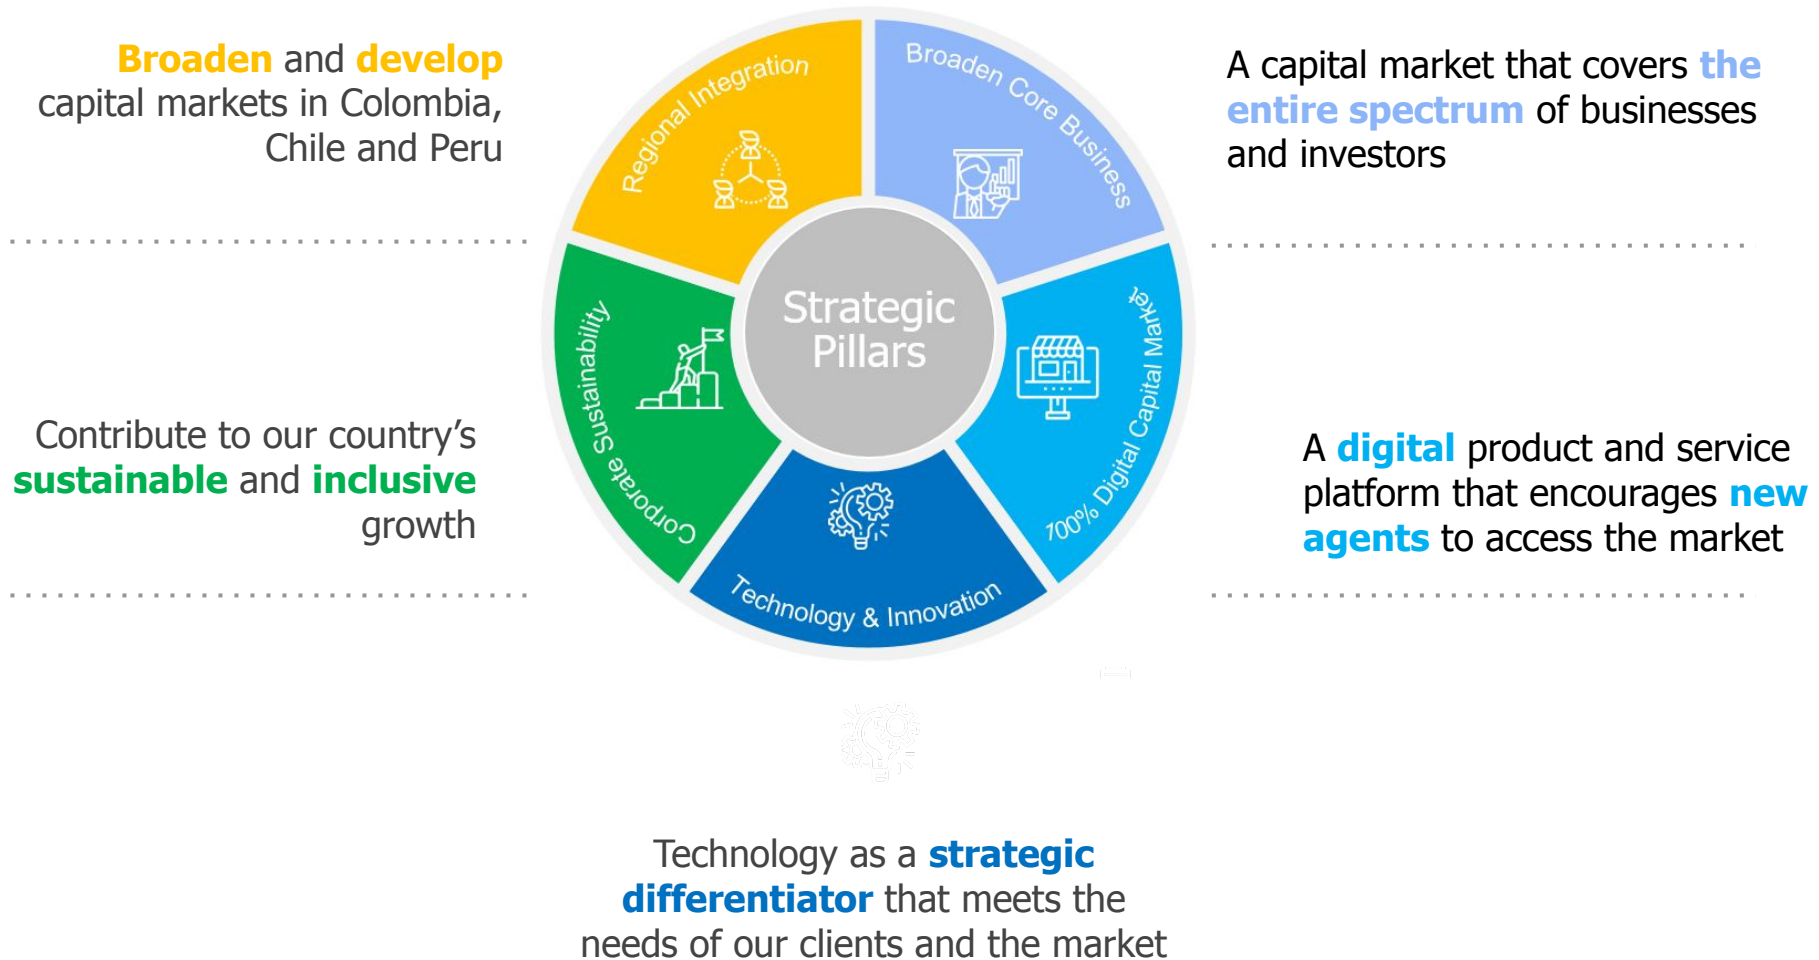 Broaden and develop
capital markets in Colombia,
Chile and Peru
Regional Integration
Broaden Core Business
A capital market that covers the
entire spectrum of businesses
and investors
Strategic
Pillars
Contribute to our country’s
sustainable and inclusive
growth
Corporate Sustainability
100% Digital Capital Market
A digital product and service
platform that encourages new
agents to access the market
Technology & Innovation
Technology as a strategic
differentiator that meets the
needs of our clients and the market